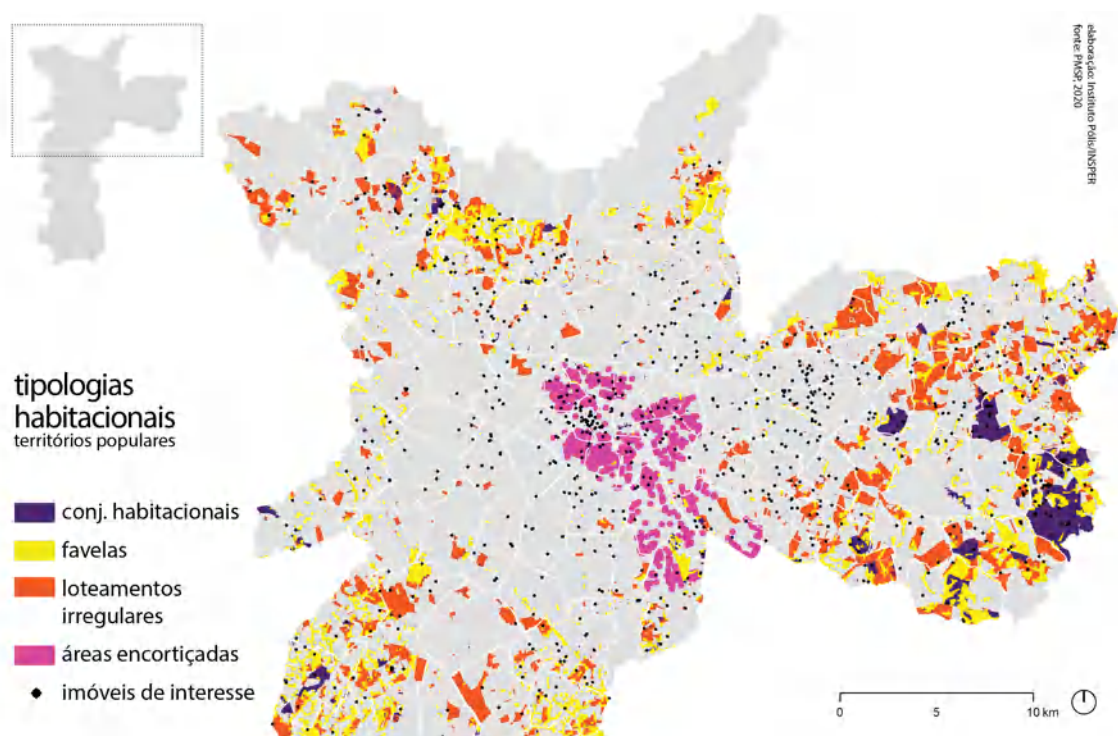 elaboração: Instituto Pólis/INSPER
fonte: PMSP, 2020
tipologias
habitacionais
territórios populares
conj. habitacionais
favelas
loteamentos
irregulares
áreas encortiçadas
imóveis de interesse
0 5 10 km